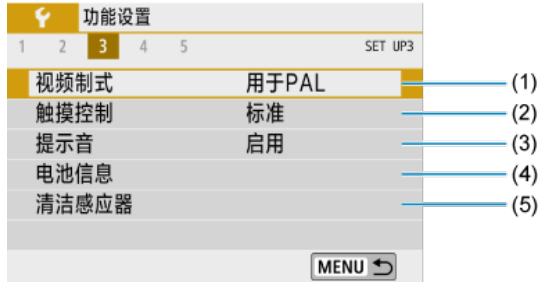 功能设置
1 2 3 4 5 SET UP3
视频制式 用于PAL (1)
触摸控制 标准 (2)
提示音 启用 (3)
电池信息 (4)
清洁感应器 (5)
MENU